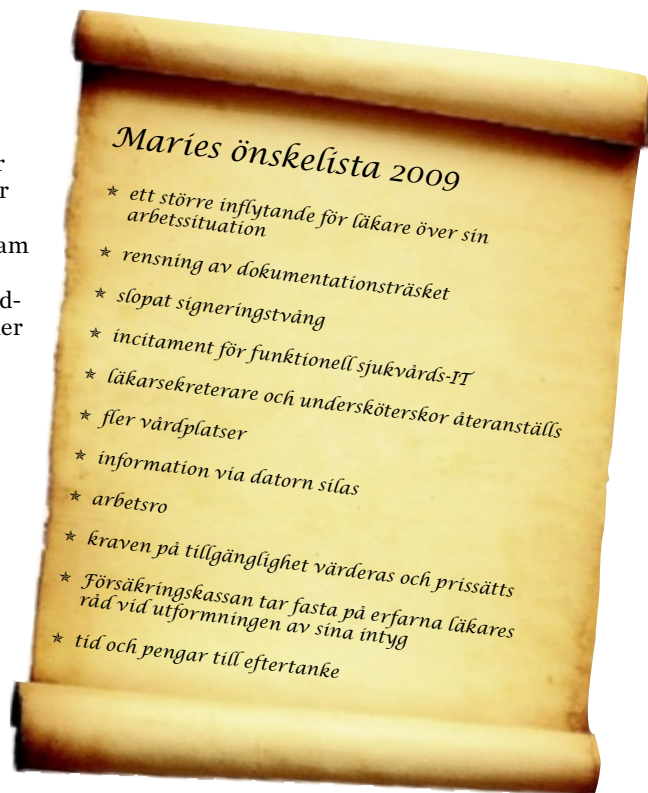 r
r
am
d-
er
Maries önskelista 2009
✯ ett större inflytande för läkare över sin
arbetssituation
✯ rensning av dokumentationsträsket
✯ slopat signeringstvång
✯ incitament för funktionell sjukvårds-IT
✯ läkarsekreterare och undersköterskor återanställs
✯ fler vårdplatser
✯ information via datorn silas
✯ arbetsro
✯ kraven på tillgänglighet värderas och prissätts
✯ Försäkringskassan tar fasta på erfarna läkares
råd vid utformningen av sina intyg
✯ tid och pengar till eftertanke